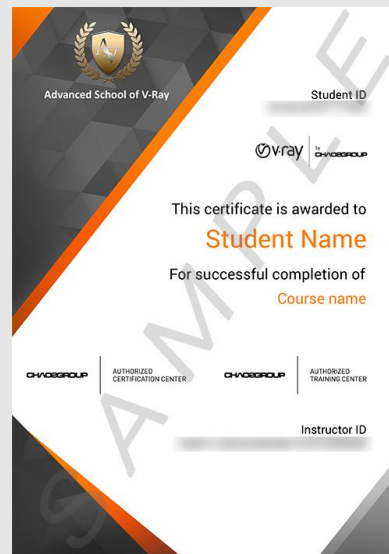 Advanced School of V-Ray
Student ID
v·ray by CHAOSGROUP
This certificate is awarded to
Student Name
For successful completion of
Course name
CHAOSGROUP AUTHORIZED CERTIFICATION CENTER
CHAOSGROUP AUTHORIZED TRAINING CENTER
Instructor ID
SAMPLE